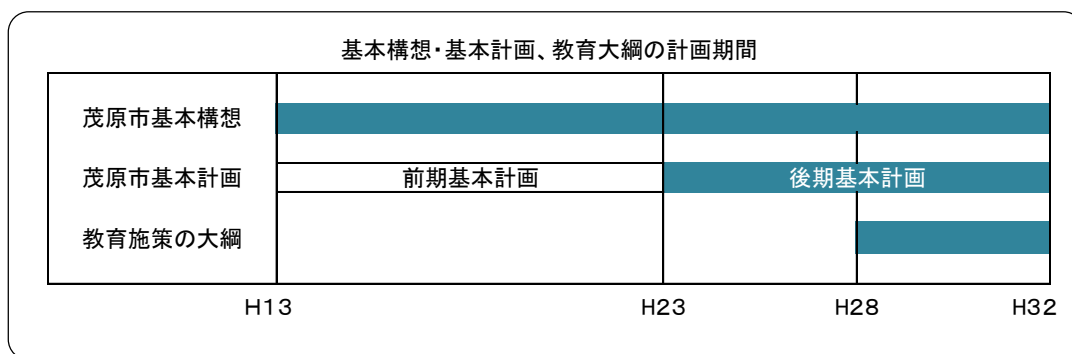 基本構想・基本計画、教育大綱の計画期間
茂原市基本構想
茂原市基本計画 前期基本計画 後期基本計画
教育施策の大綱
H13 H23 H28 H32